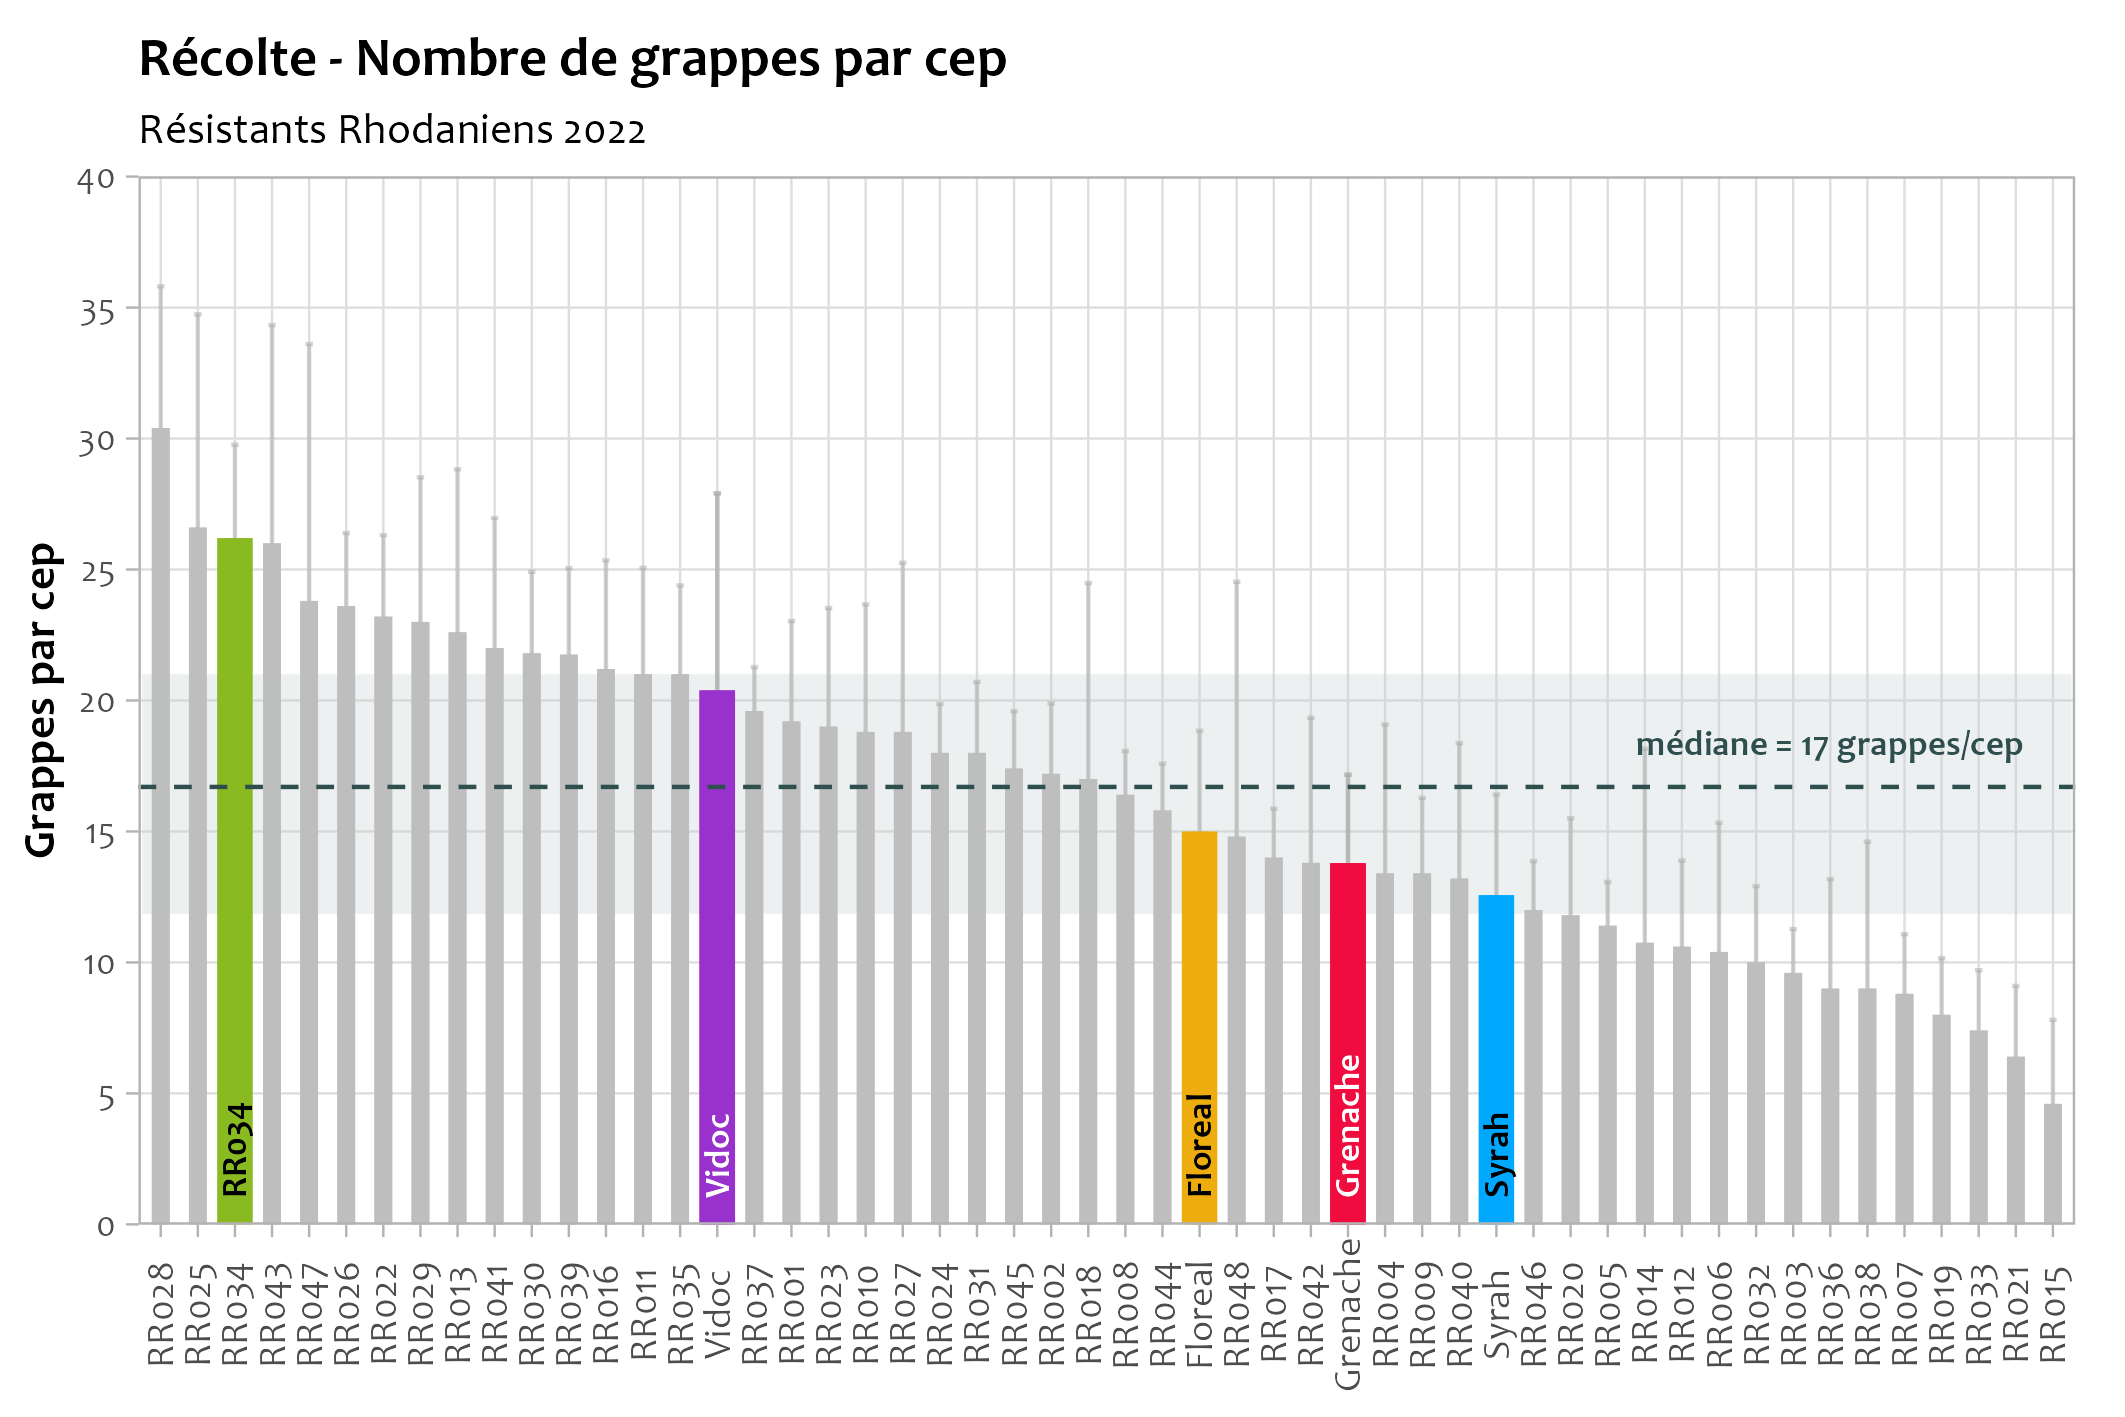 Récolte - Nombre de grappes par cep
Résistants Rhodaniens 2022
Grappes par cep
40
35
30
25
20
15
10
5
0
médiane = 17 grappes/cep
RR034
Vidoc
Floreal
Grenache
Syrah
RR028
RR025
RR034
RR043
RR047
RR026
RR022
RR029
RR013
RR041
RR030
RR039
RR016
RR011
RR035
Vidoc
RR037
RR001
RR023
RR010
RR027
RR024
RR031
RR045
RR002
RR018
RR008
RR044
Floreal
RR048
RR017
RR042
Grenache
RR004
RR009
RR040
Syrah
RR046
RR020
RR005
RR014
RR012
RR006
RR032
RR003
RR036
RR038
RR007
RR019
RR033
RR021
RR015